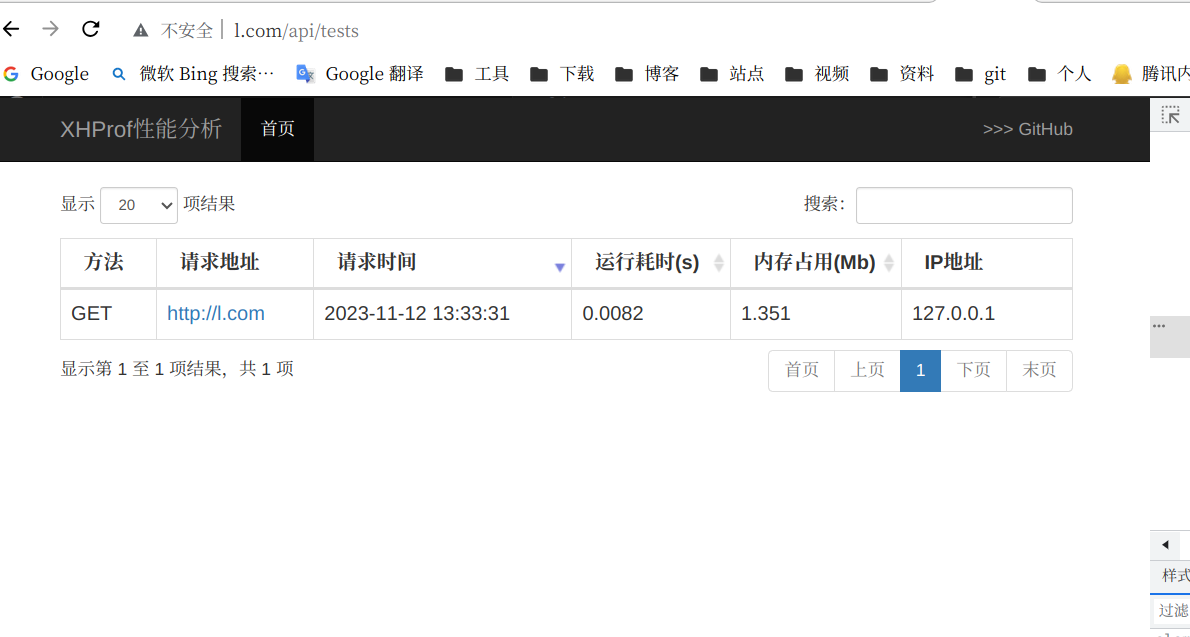 不安全 l.com/api/tests
Google 微软 Bing 搜索… Google 翻译 工具 下载 博客 站点 视频 资料 git 个人 腾讯内
XHProf性能分析 首页 >>> GitHub
显示 20 项结果 搜索：
方法 请求地址 请求时间 运行耗时(s) 内存占用(Mb) IP地址
GET http://l.com 2023-11-12 13:33:31 0.0082 1.351 127.0.0.1
显示第 1 至 1 项结果，共 1 项 首页 上页 1 下页 末页
样式
过滤